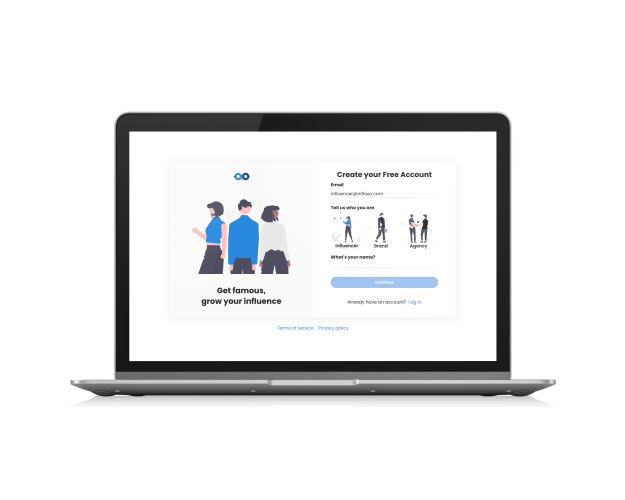 Create your Free Account
Email
influencer@infloso.com
Tell us who you are
Influencer
Brand
Agency
What's your name?
Continue
Already have an account? Log in
Get famous,
grow your influence
Terms of service Privacy policy